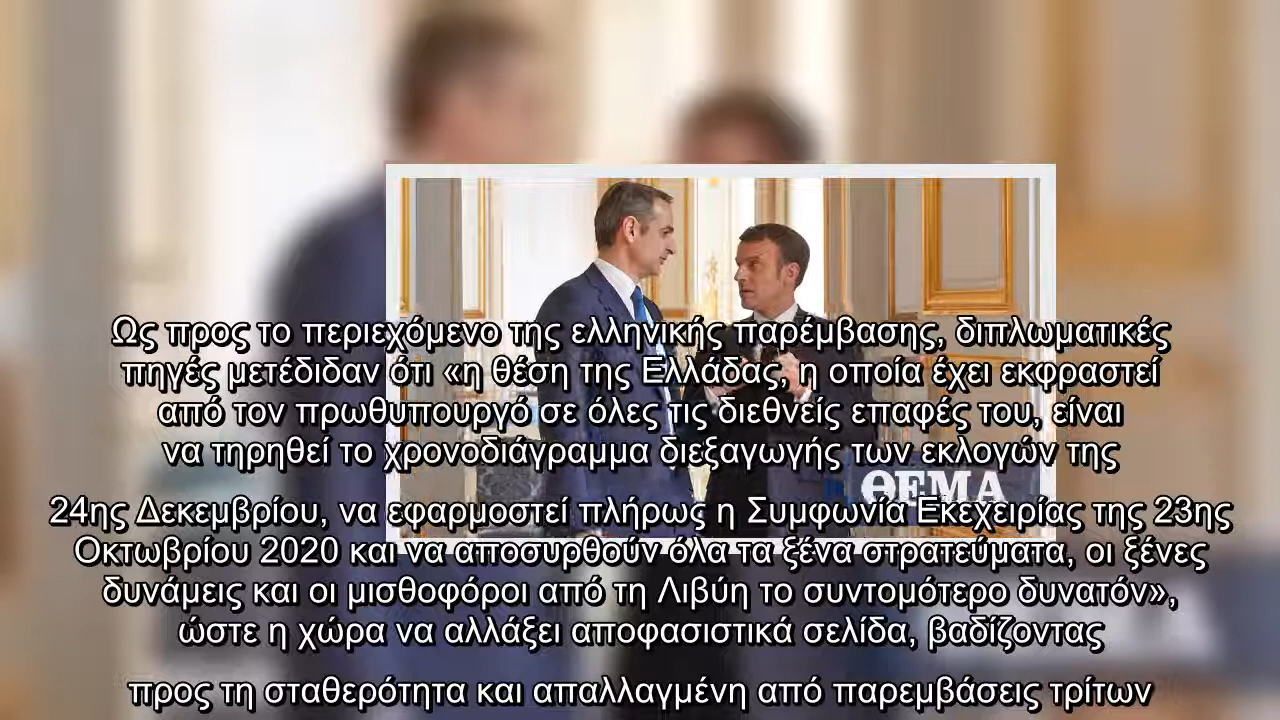 Ως προς το περιεχόμενο της ελληνικής παρέμβασης, διπλωματικές
πηγές μετέδιδαν ότι «η θέση της Ελλάδας, η οποία έχει εκφραστεί
από τον πρωθυπουργό σε όλες τις διεθνείς επαφές του, είναι
να τηρηθεί το χρονοδιάγραμμα διεξαγωγής των εκλογών της
ΘΕΜΑ
24ης Δεκεμβρίου, να εφαρμοστεί πλήρως η Συμφωνία Εκεχειρίας της 23ης
Οκτωβρίου 2020 και να αποσυρθούν όλα τα ξένα στρατεύματα, οι ξένες
δυνάμεις και οι μισθοφόροι από τη Λιβύη το συντομότερο δυνατόν»,
ώστε η χώρα να αλλάξει αποφασιστικά σελίδα, βαδίζοντας
προς τη σταθερότητα και απαλλαγμένη από παρεμβάσεις τρίτων